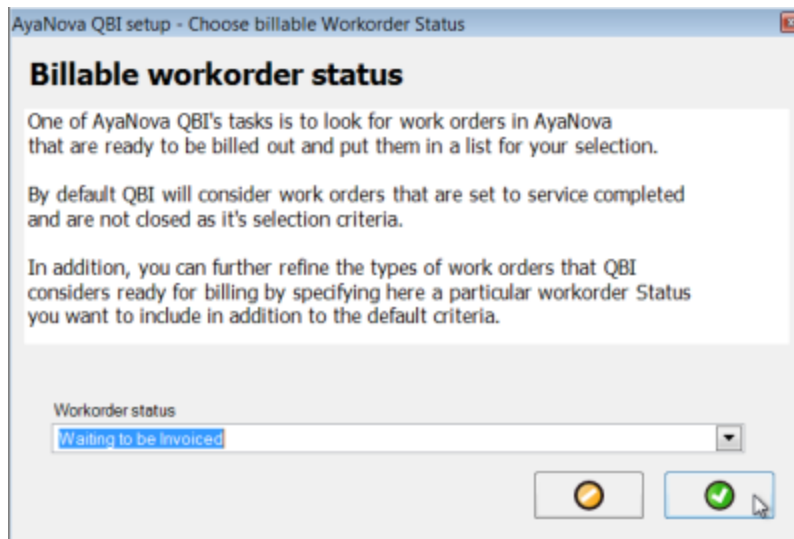 AyaNova QBI setup - Choose billable Workorder Status
Billable workorder status
One of AyaNova QBI's tasks is to look for work orders in AyaNova
that are ready to be billed out and put them in a list for your selection.
By default QBI will consider work orders that are set to service completed
and are not closed as it's selection criteria.
In addition, you can further refine the types of work orders that QBI
considers ready for billing by specifying here a particular workorder Status
you want to include in addition to the default criteria.
Workorder status
Waiting to be Invoiced